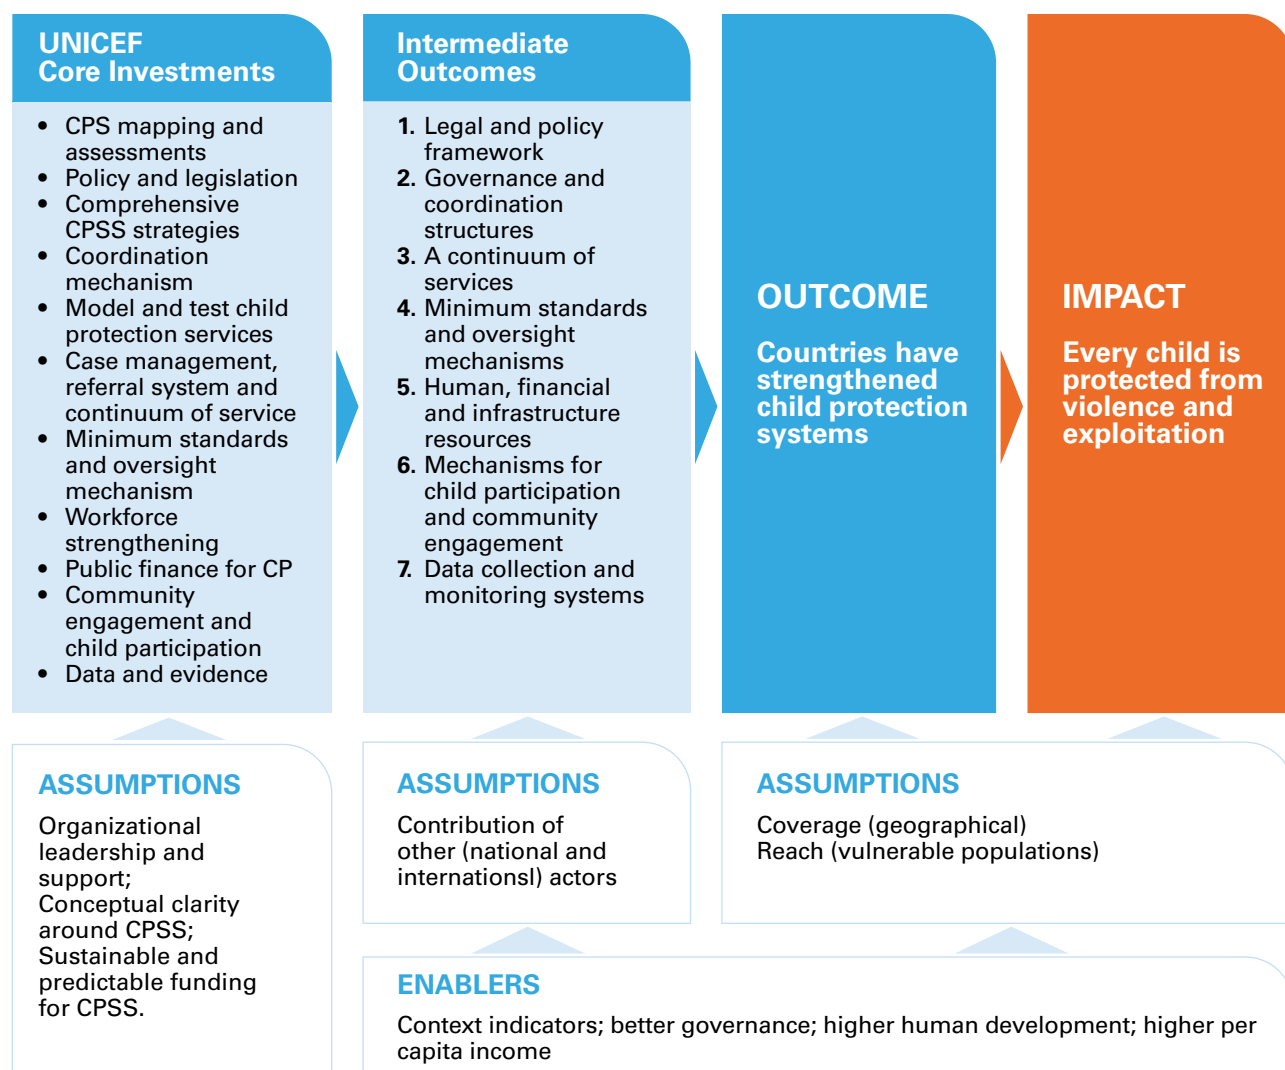 UNICEF
Core Investments
• CPS mapping and
assessments
• Policy and legislation
• Comprehensive
CPSS strategies
• Coordination
mechanism
• Model and test child
protection services
• Case management,
referral system and
continuum of service
• Minimum standards
and oversight
mechanism
• Workforce
strengthening
• Public finance for CP
• Community
engagement and
child participation
• Data and evidence
Intermediate
Outcomes
1. Legal and policy
framework
2. Governance and
coordination
structures
3. A continuum of
services
4. Minimum standards
and oversight
mechanisms
5. Human, financial
and infrastructure
resources
6. Mechanisms for
child participation
and community
engagement
7. Data collection and
monitoring systems
OUTCOME
Countries have
strengthened
child protection
systems
IMPACT
Every child is
protected from
violence and
exploitation
ASSUMPTIONS
Organizational
leadership and
support;
Conceptual clarity
around CPSS;
Sustainable and
predictable funding
for CPSS.
ASSUMPTIONS
Contribution of
other (national and
internationsl) actors
ASSUMPTIONS
Coverage (geographical)
Reach (vulnerable populations)
ENABLERS
Context indicators; better governance; higher human development; higher per
capita income